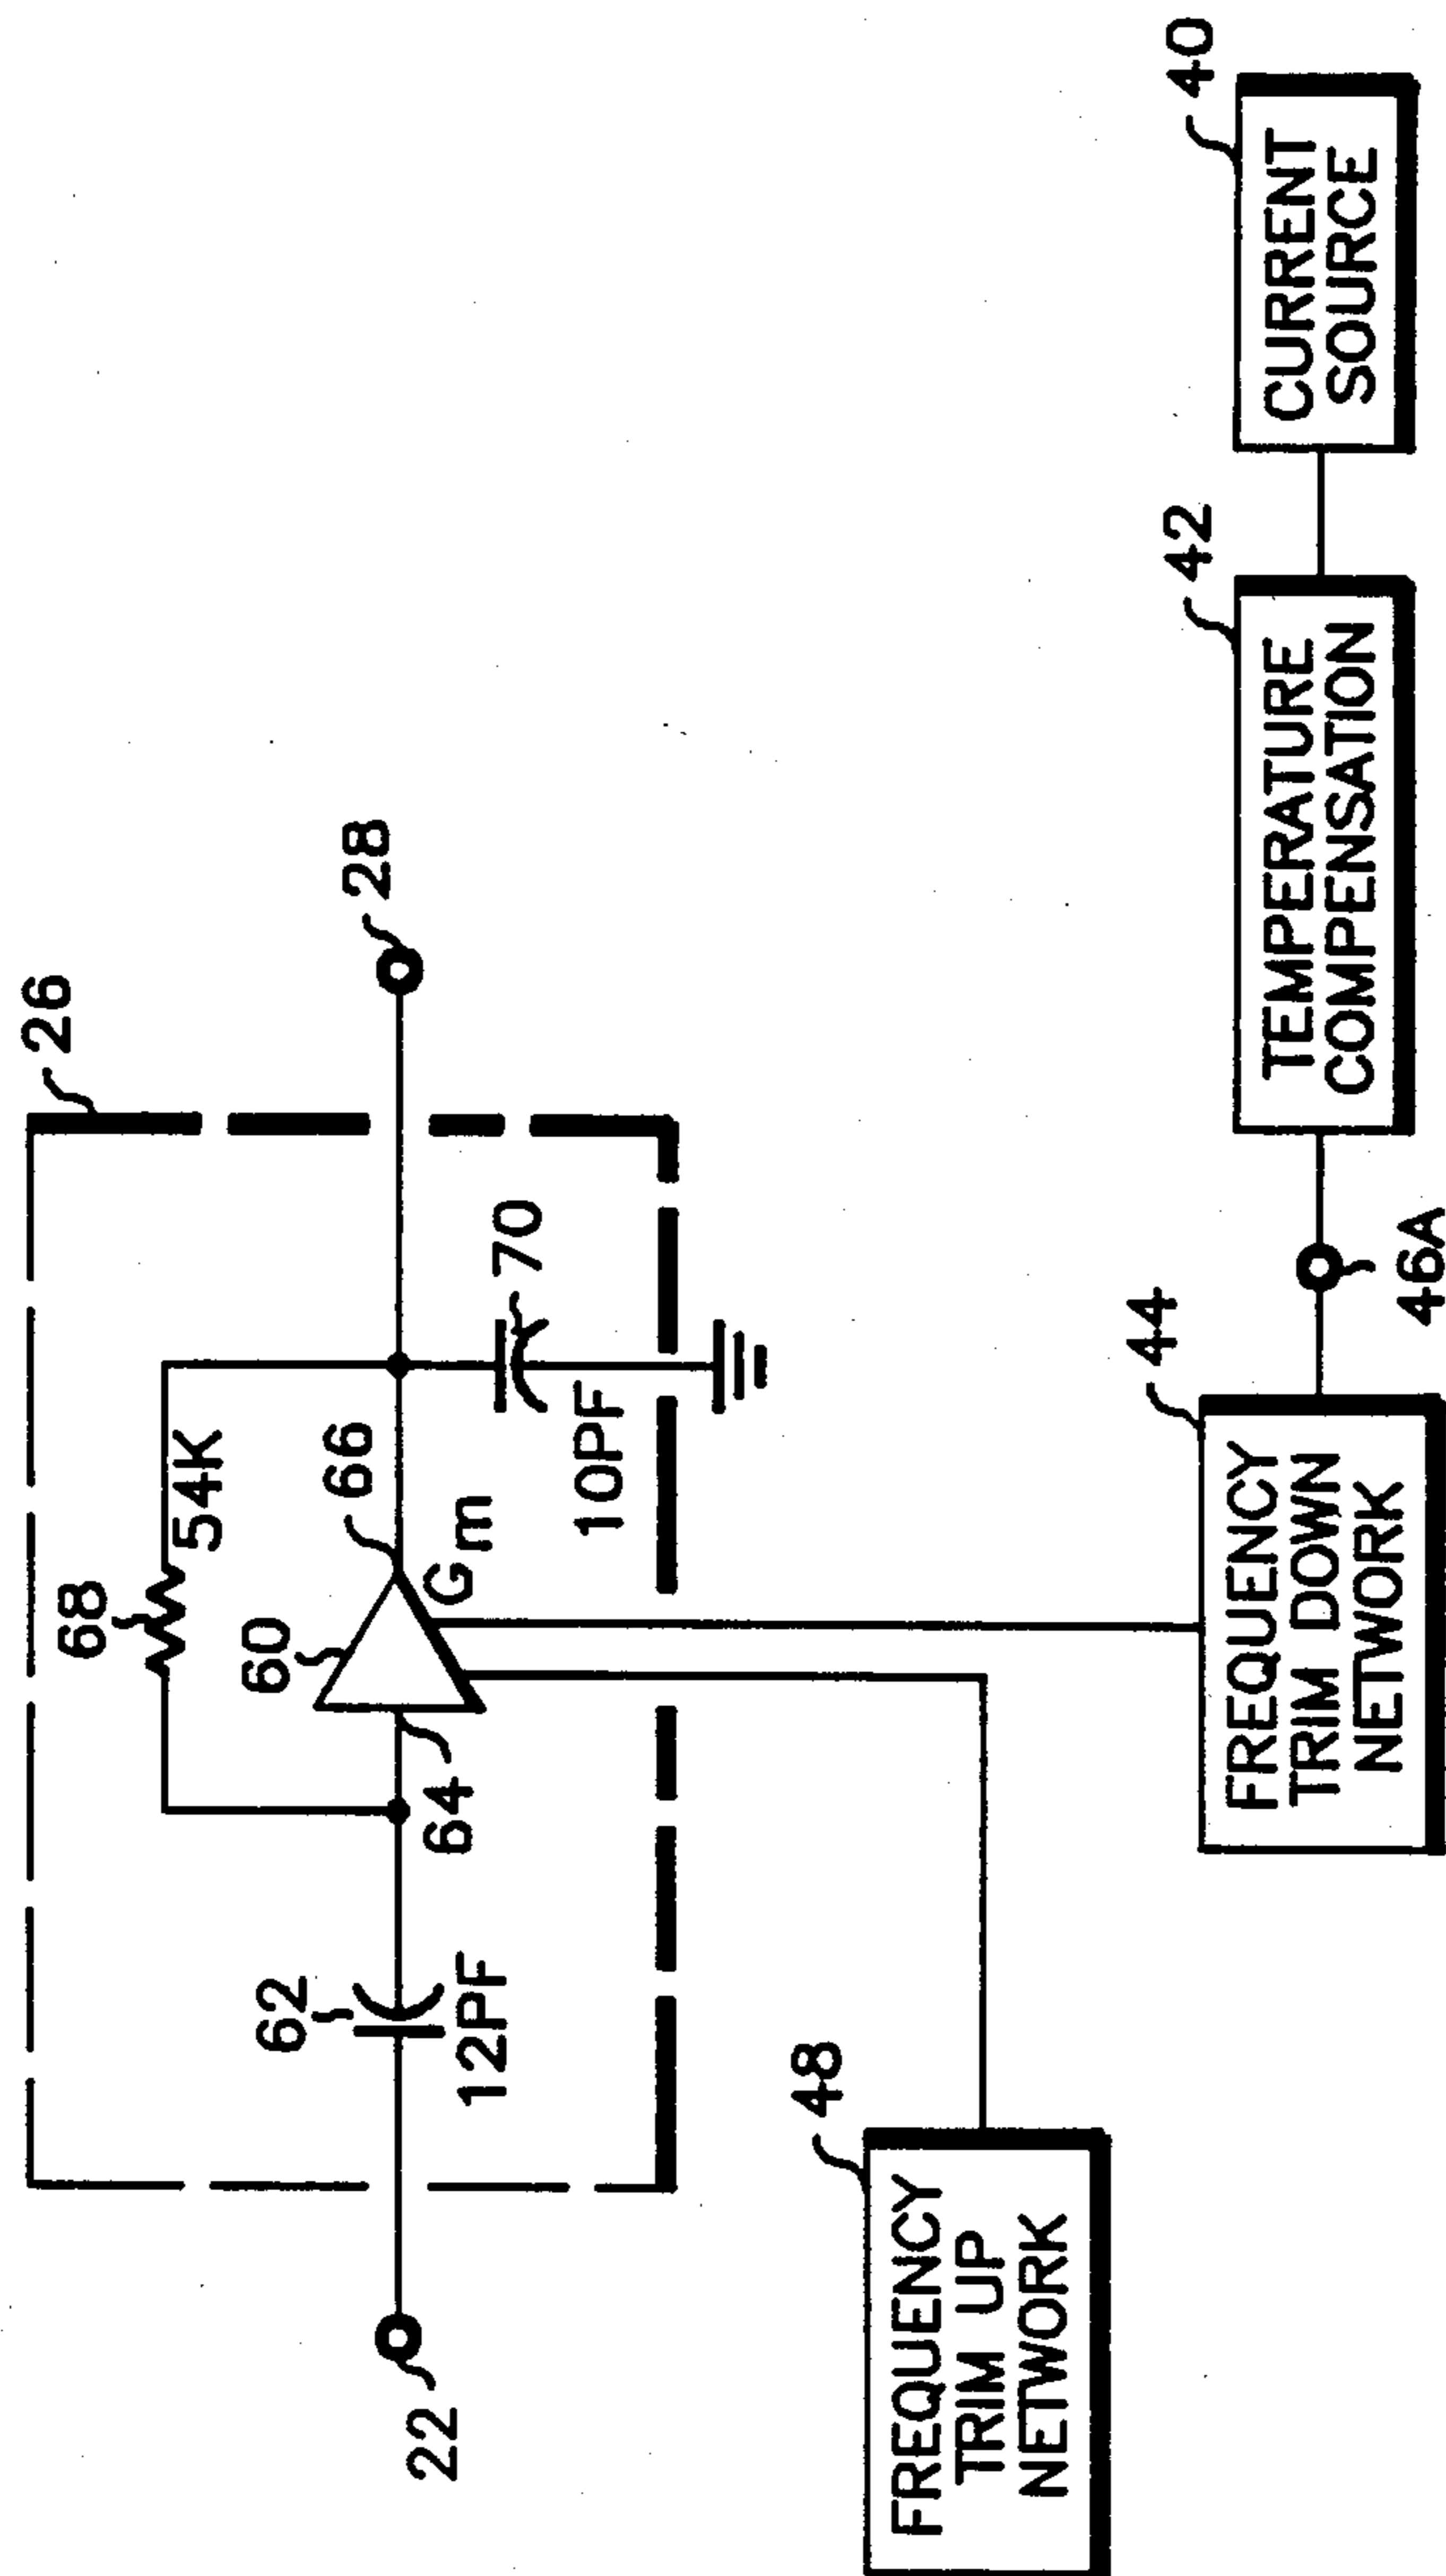 26
68
54K
60
66
28
22
62
12PF
64
Gm
70
10PF
48
FREQUENCY
TRIM UP
NETWORK
44
FREQUENCY
TRIM DOWN
NETWORK
46A
42
TEMPERATURE
COMPENSATION
40
CURRENT
SOURCE